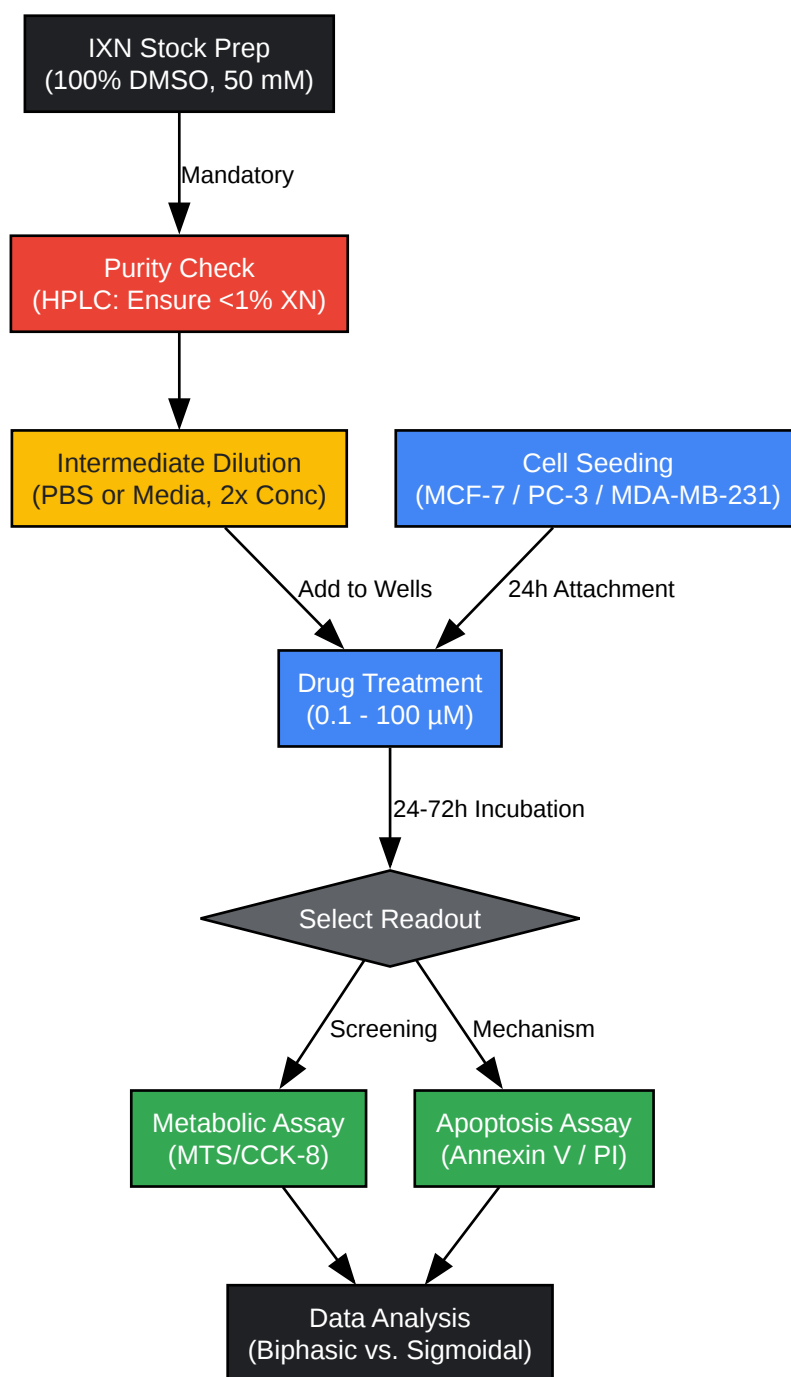 IXN Stock Prep
(100% DMSO, 50 mM)
Mandatory
Purity Check
(HPLC: Ensure <1% XN)
Intermediate Dilution
(PBS or Media, 2x Conc)
Cell Seeding
(MCF-7 / PC-3 / MDA-MB-231)
Add to Wells
24h Attachment
Drug Treatment
(0.1 - 100 µM)
24-72h Incubation
Select Readout
Screening
Mechanism
Metabolic Assay
(MTS/CCK-8)
Apoptosis Assay
(Annexin V / PI)
Data Analysis
(Biphasic vs. Sigmoidal)